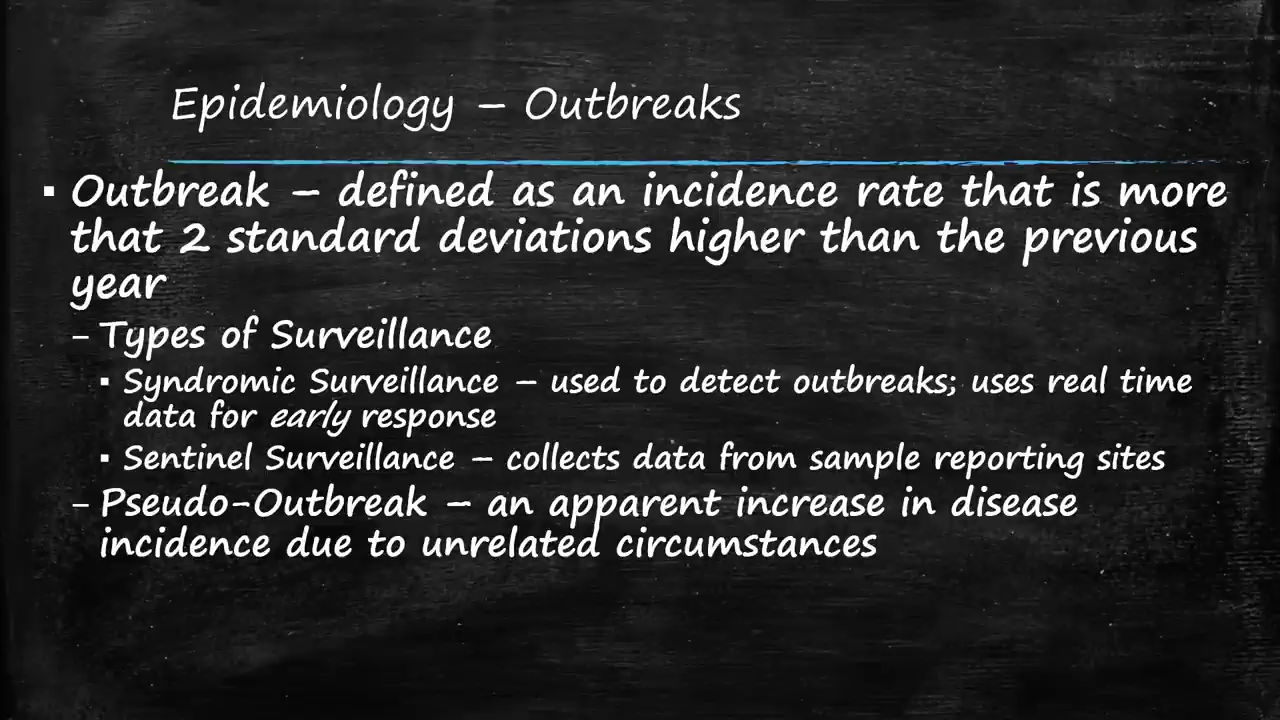 Epidemiology – Outbreaks
▪ Outbreak – defined as an incidence rate that is more
that 2 standard deviations higher than the previous
year
– Types of Surveillance
▪ Syndromic Surveillance – used to detect outbreaks; uses real time
data for early response
▪ Sentinel Surveillance – collects data from sample reporting sites
– Pseudo-Outbreak – an apparent increase in disease
incidence due to unrelated circumstances